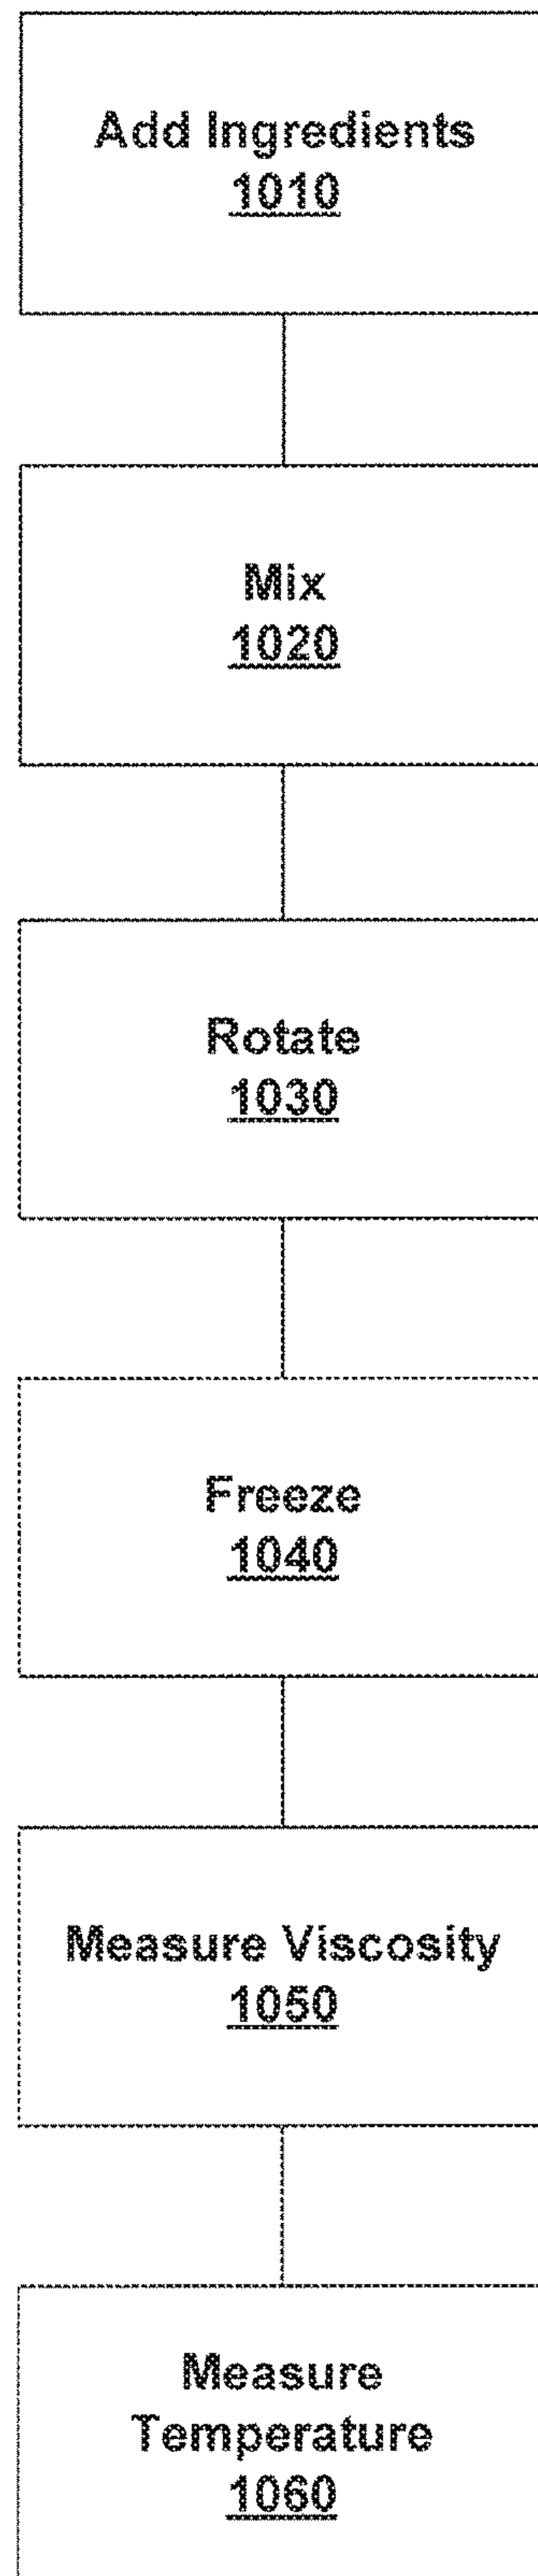 Add Ingredients
1010
Mix
1020
Rotate
1030
Freeze
1040
Measure Viscosity
1050
Measure
Temperature
1060